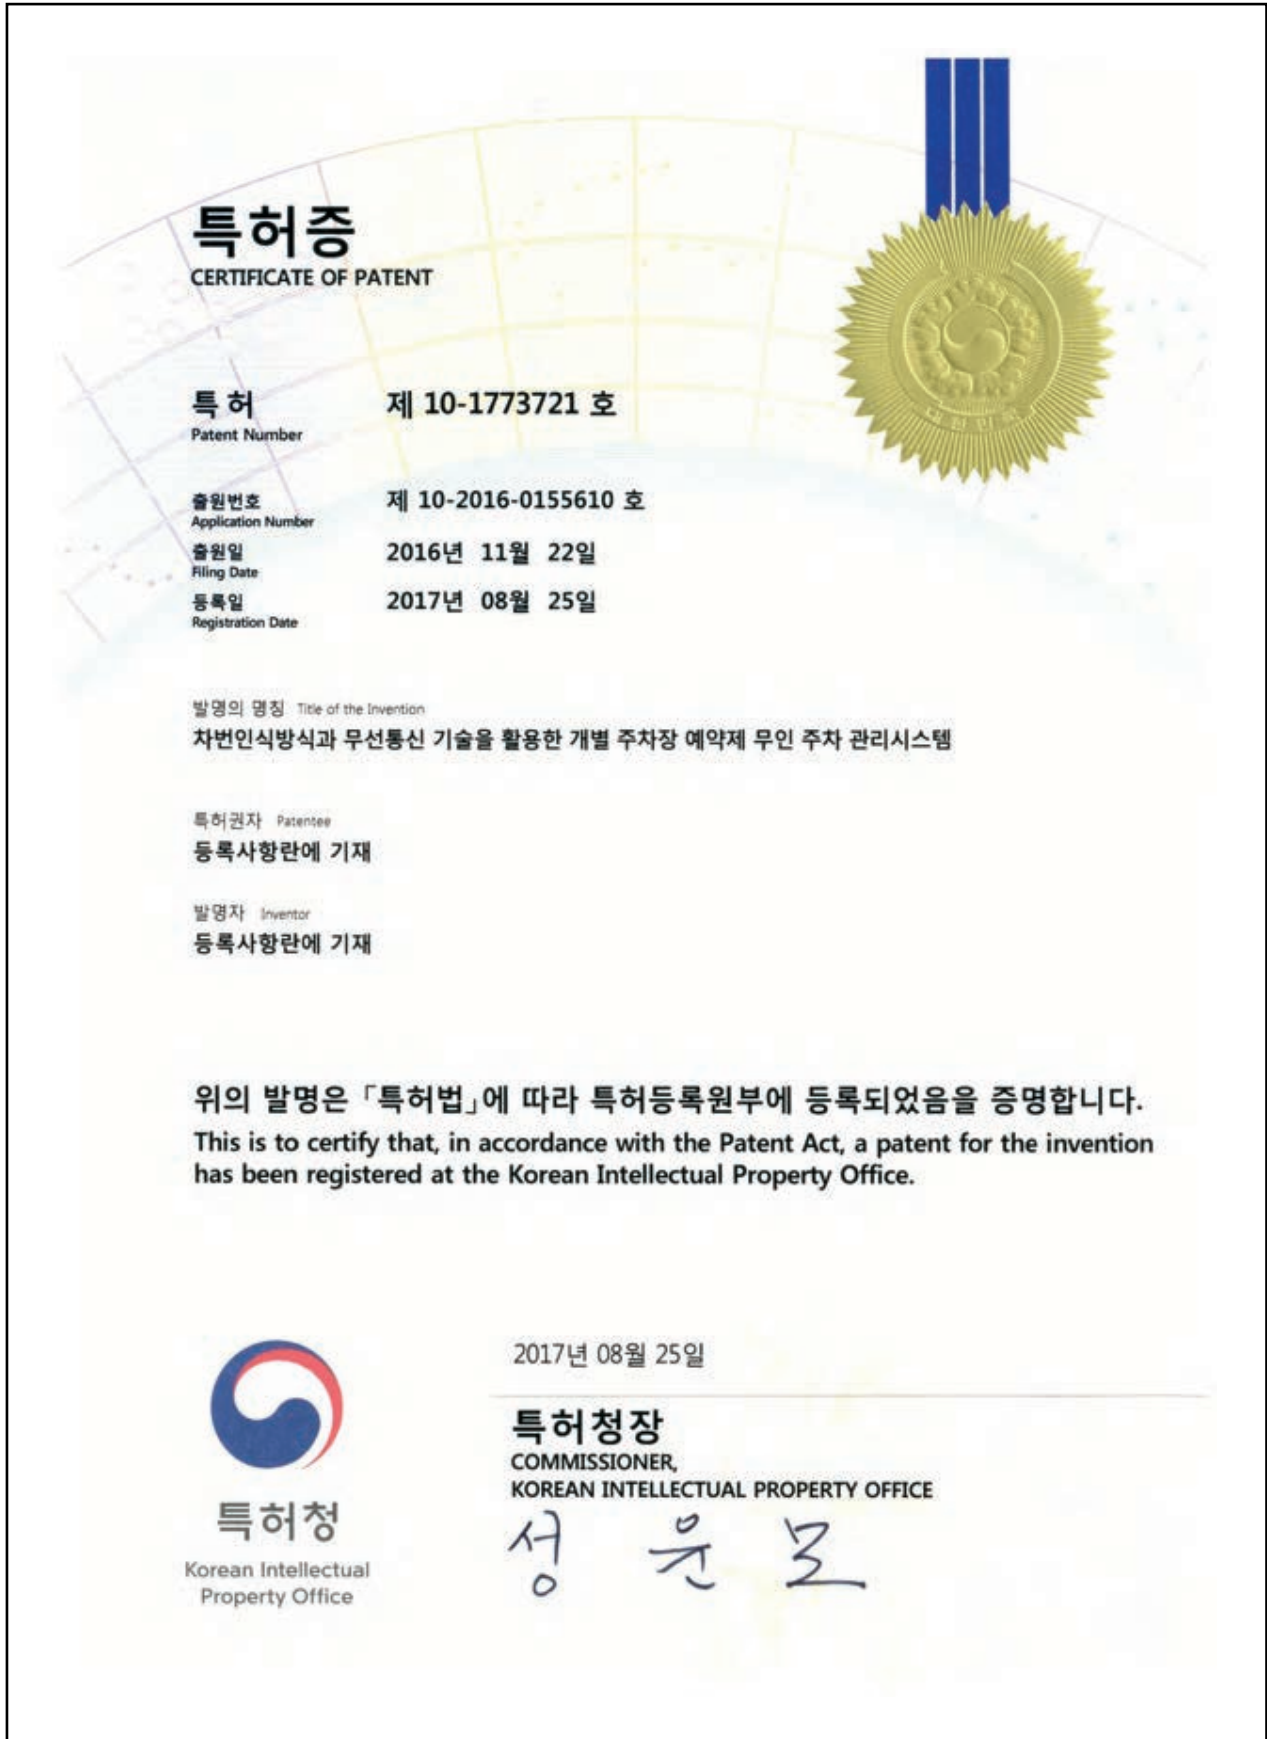 특허증
CERTIFICATE OF PATENT
특허 제 10-1773721 호
Patent Number
출원번호 제 10-2016-0155610 호
Application Number
출원일 2016년 11월 22일
Filing Date
등록일 2017년 08월 25일
Registration Date
발명의 명칭 Title of the Invention
차번인식방식과 무선통신 기술을 활용한 개별 주차장 예약제 무인 주차 관리시스템
특허권자 Patentee
등록사항란에 기재
발명자 Inventor
등록사항란에 기재
위의 발명은 「특허법」에 따라 특허등록원부에 등록되었음을 증명합니다.
This is to certify that, in accordance with the Patent Act, a patent for the invention
has been registered at the Korean Intellectual Property Office.
2017년 08월 25일
특허청장
COMMISSIONER,
KOREAN INTELLECTUAL PROPERTY OFFICE
성 윤 모
특허청
Korean Intellectual
Property Office
대한민국